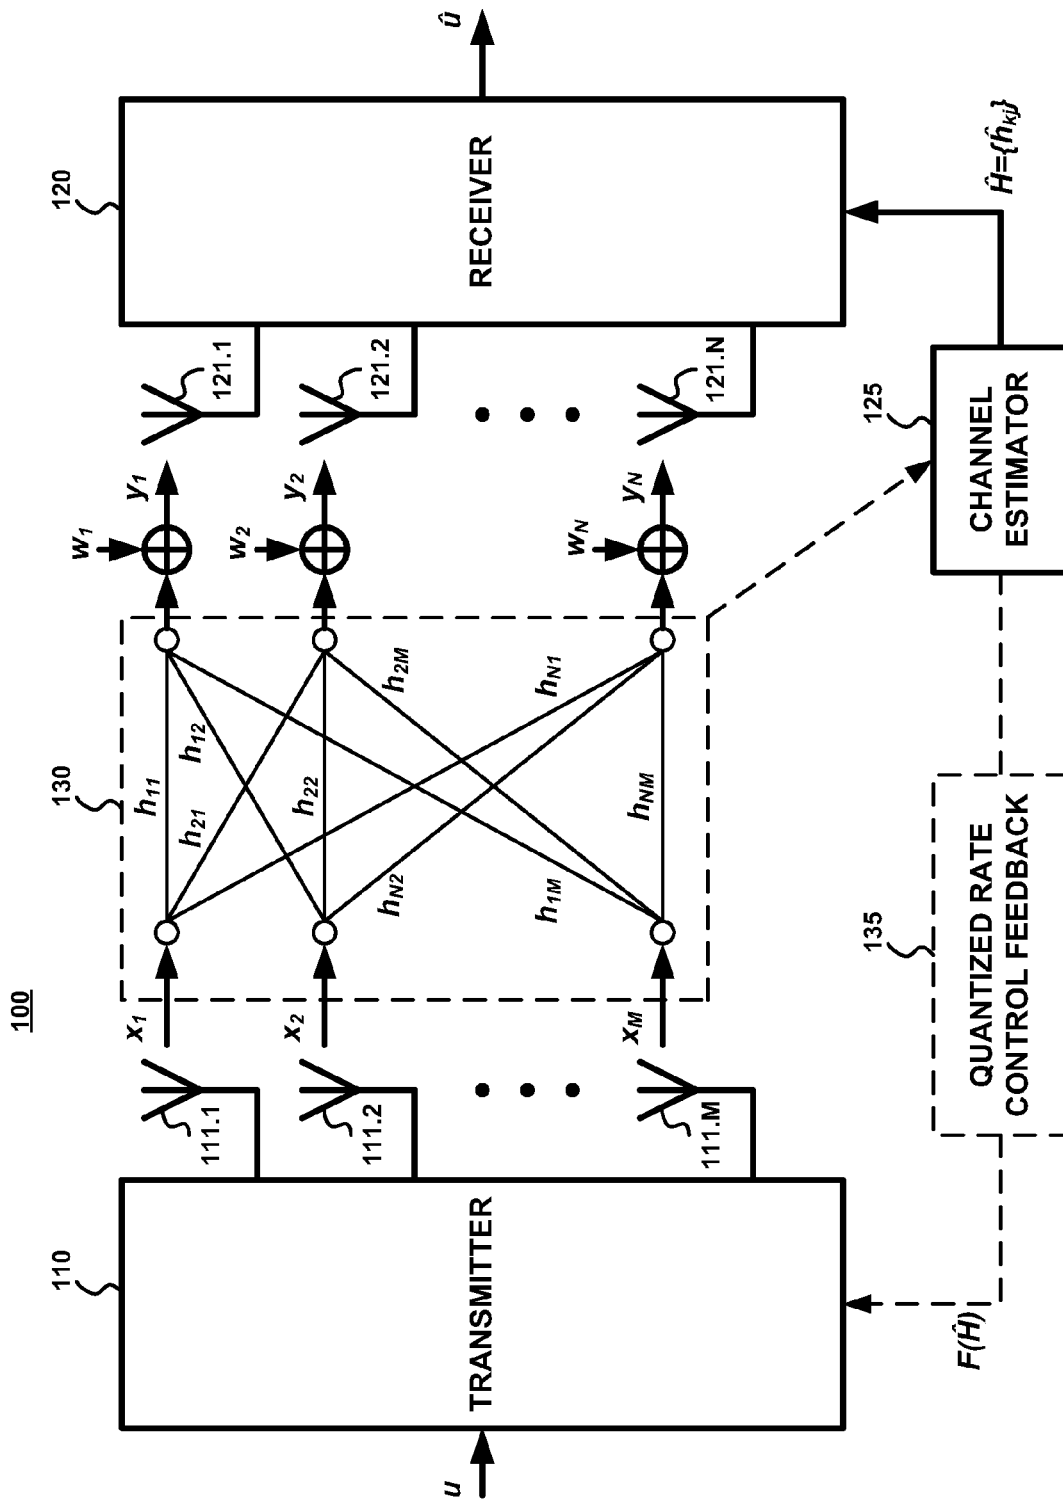 100
110
TRANSMITTER
u
111.1
111.2
111.M
x1
x2
xM
130
h11
h12
h21
h22
h2M
hN2
hN1
h1M
hNM
w1
w2
wN
y1
y2
yN
121.1
121.2
121.N
120
RECEIVER
û
125
CHANNEL
ESTIMATOR
Ĥ={ĥkj}
135
QUANTIZED RATE
CONTROL FEEDBACK
F(Ĥ)